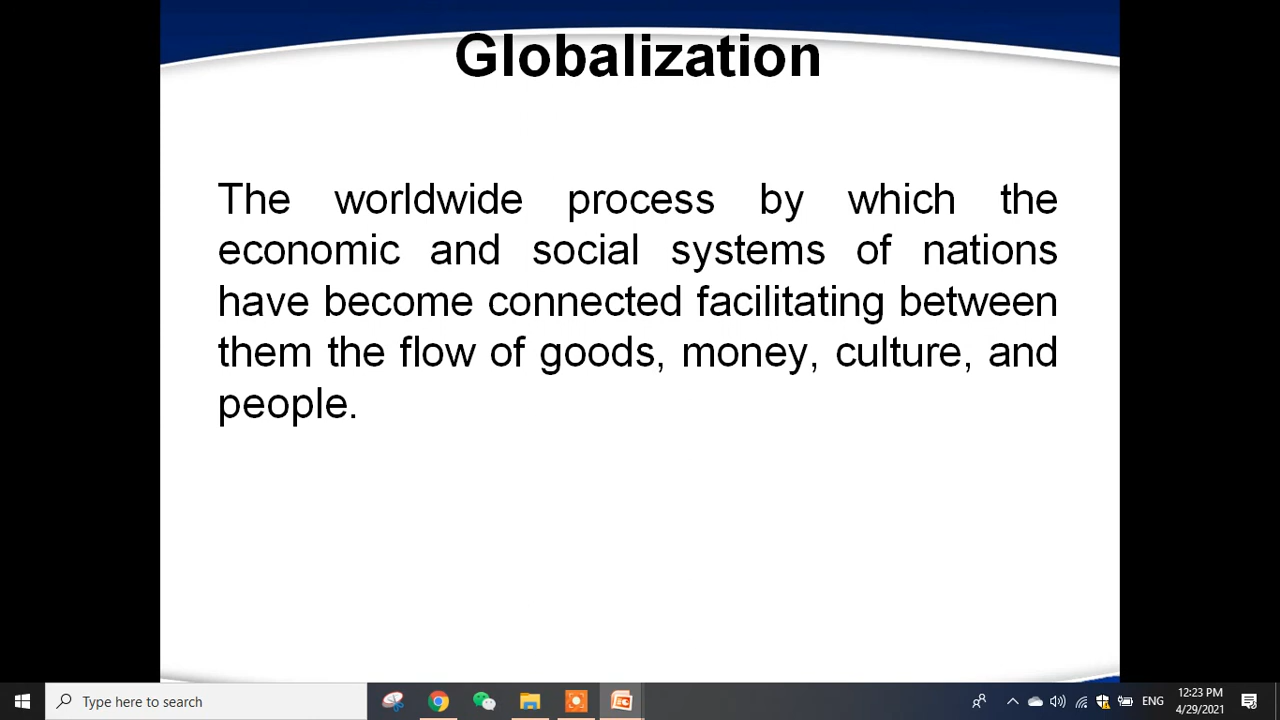 Globalization
The worldwide process by which the
economic and social systems of nations
have become connected facilitating between
them the flow of goods, money, culture, and
people.
Type here to search
ENG
12:23 PM
4/29/2021